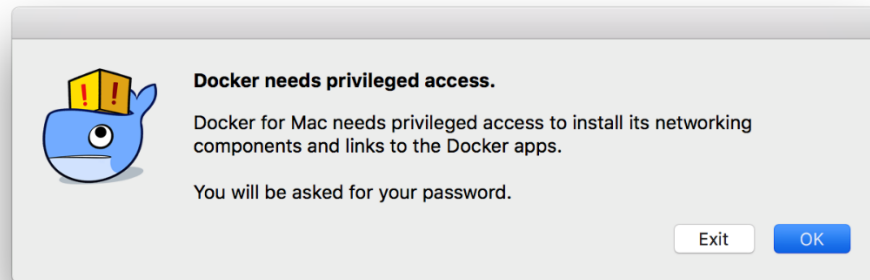 Docker needs privileged access.
Docker for Mac needs privileged access to install its networking
components and links to the Docker apps.
You will be asked for your password.
Exit
OK